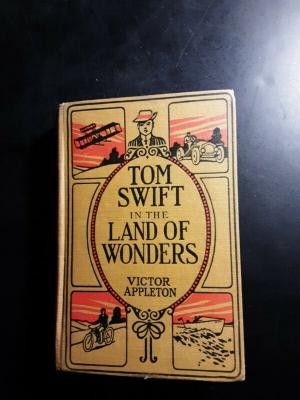 TOM
SWIFT
IN THE
LAND OF
WONDERS
VICTOR
APPLETON